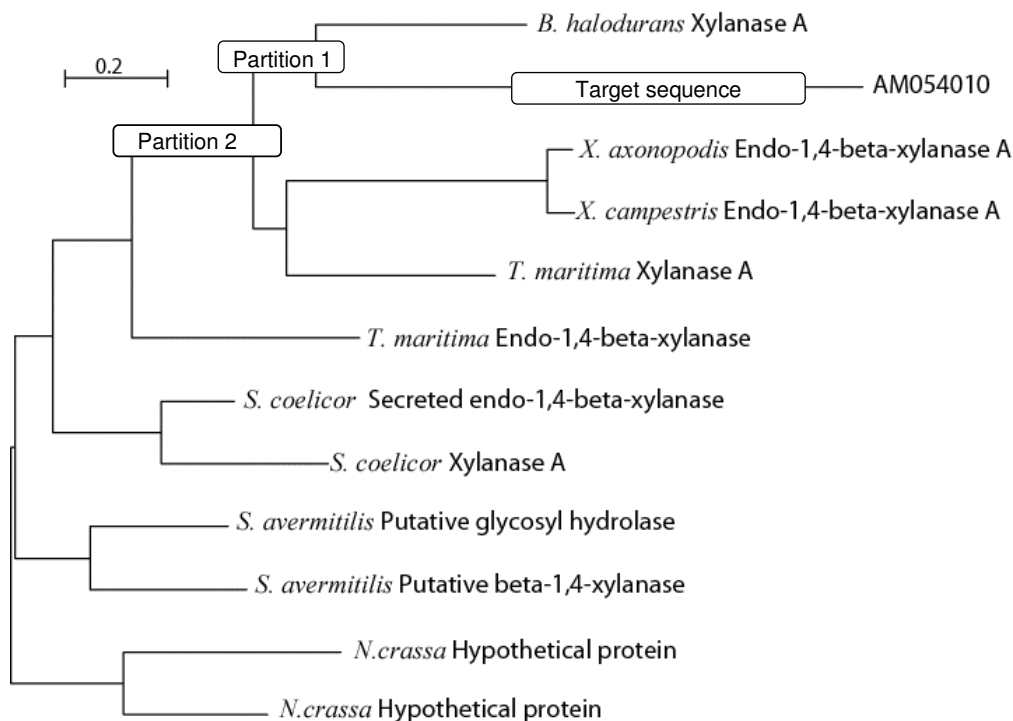 B. halodurans Xylanase A
Partition 1
0.2
Target sequence AM054010
Partition 2
X. axonopodis Endo-1,4-beta-xylanase A
X. campestris Endo-1,4-beta-xylanase A
T. maritima Xylanase A
T. maritima Endo-1,4-beta-xylanase
S. coelicor Secreted endo-1,4-beta-xylanase
S. coelicor Xylanase A
S. avermitilis Putative glycosyl hydrolase
S. avermitilis Putative beta-1,4-xylanase
N.crassa Hypothetical protein
N.crassa Hypothetical protein